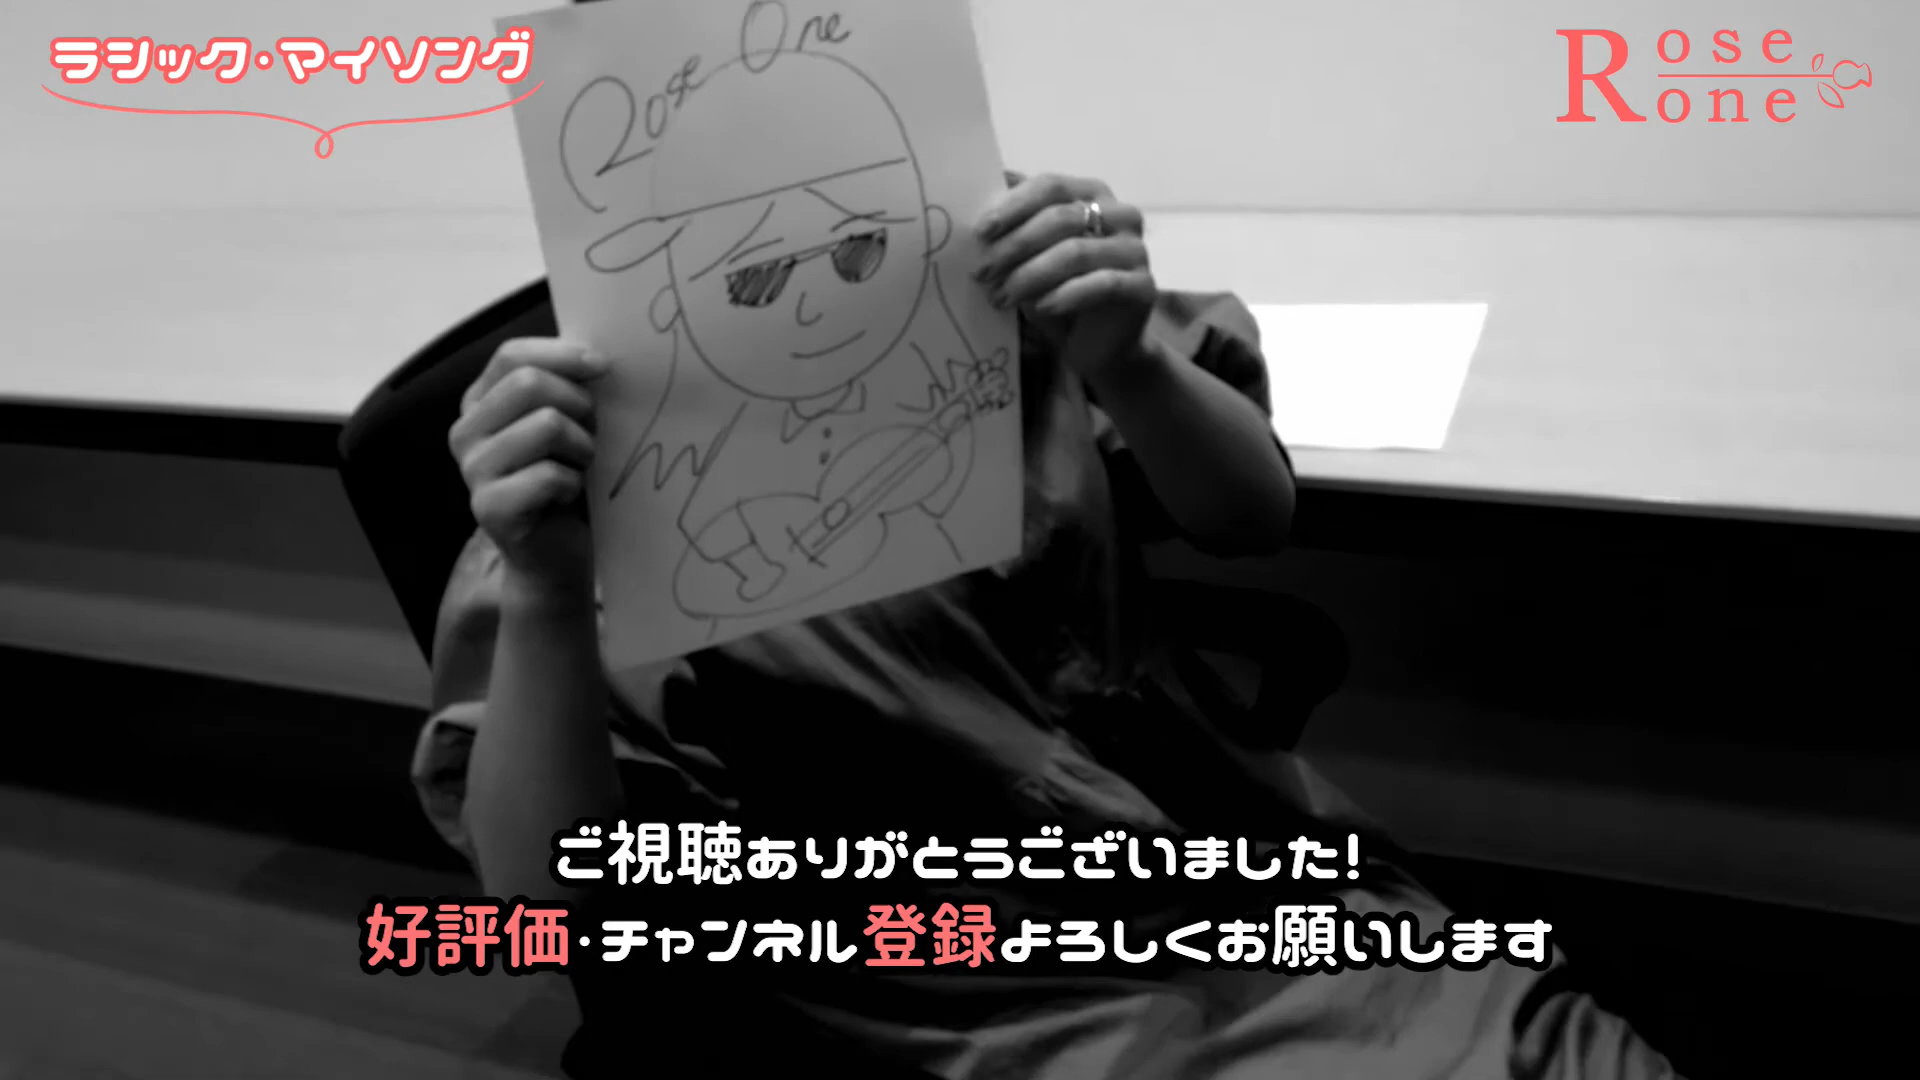 ラシック・マイソング
Rose
Rone
Rose One
ご視聴ありがとうございました！
好評価・チャンネル登録よろしくお願いします